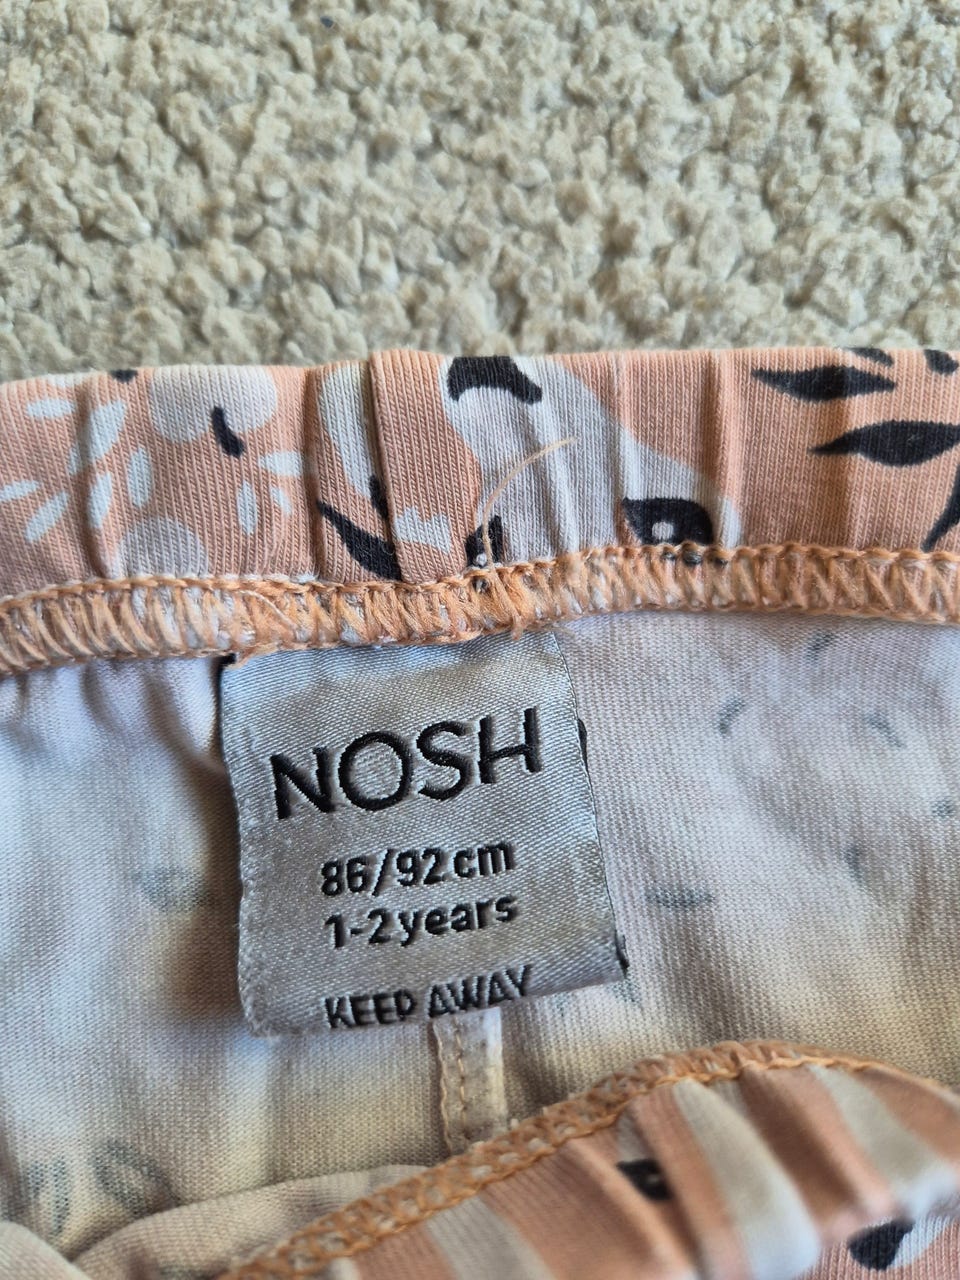 NOSH
86/92 cm
1-2 years
KEEP AWAY